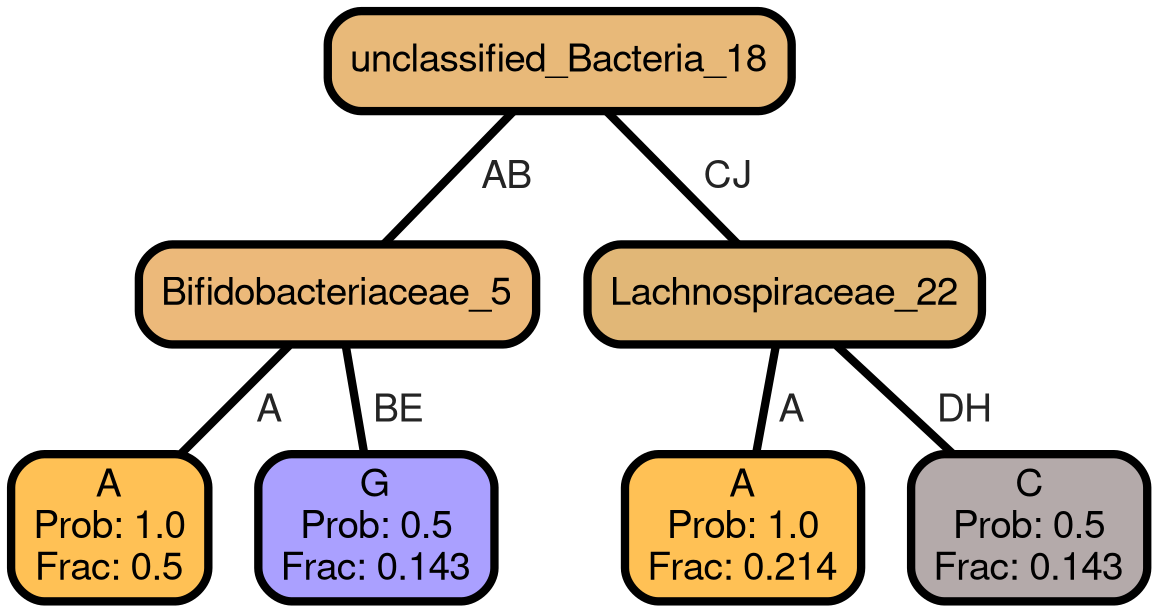 unclassified_Bacteria_18
AB
CJ
Bifidobacteriaceae_5
Lachnospiraceae_22
A
BE
A
DH
A
Prob: 1.0
Frac: 0.5
G
Prob: 0.5
Frac: 0.143
A
Prob: 1.0
Frac: 0.214
C
Prob: 0.5
Frac: 0.143